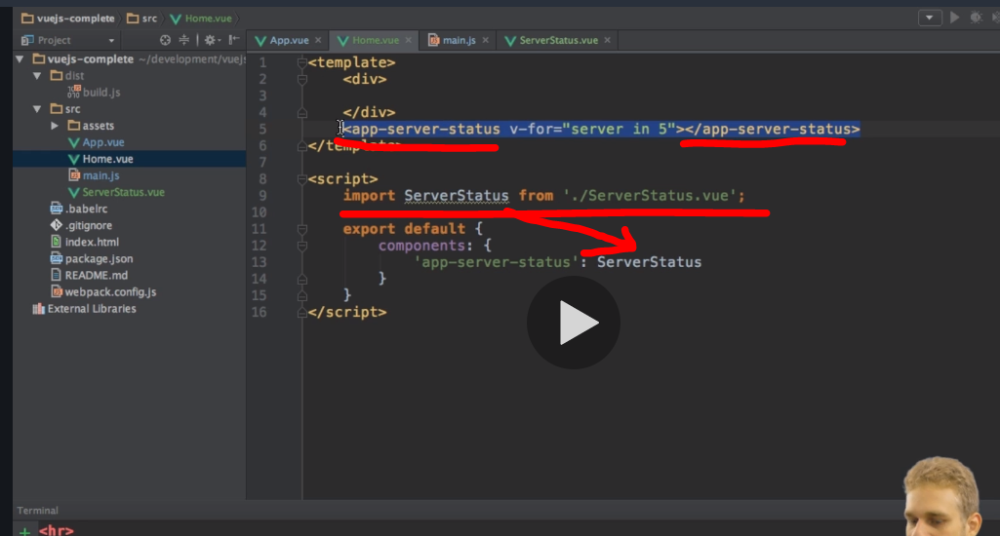 vuejs-complete src Home.vue
Project
App.vue Home.vue main.js ServerStatus.vue
vuejs-complete ~/development/vuejs
dist
build.js
src
assets
App.vue
Home.vue
main.js
ServerStatus.vue
.babelrc
.gitignore
index.html
package.json
README.md
webpack.config.js
External Libraries
1 <template>
2 <div>
3
4 </div>
5 <app-server-status v-for="server in 5"></app-server-status>
6 </template>
7
8 <script>
9 import ServerStatus from './ServerStatus.vue';
10
11 export default {
12 components: {
13 'app-server-status': ServerStatus
14 }
15 }
16 </script>
Terminal
+ <hr>